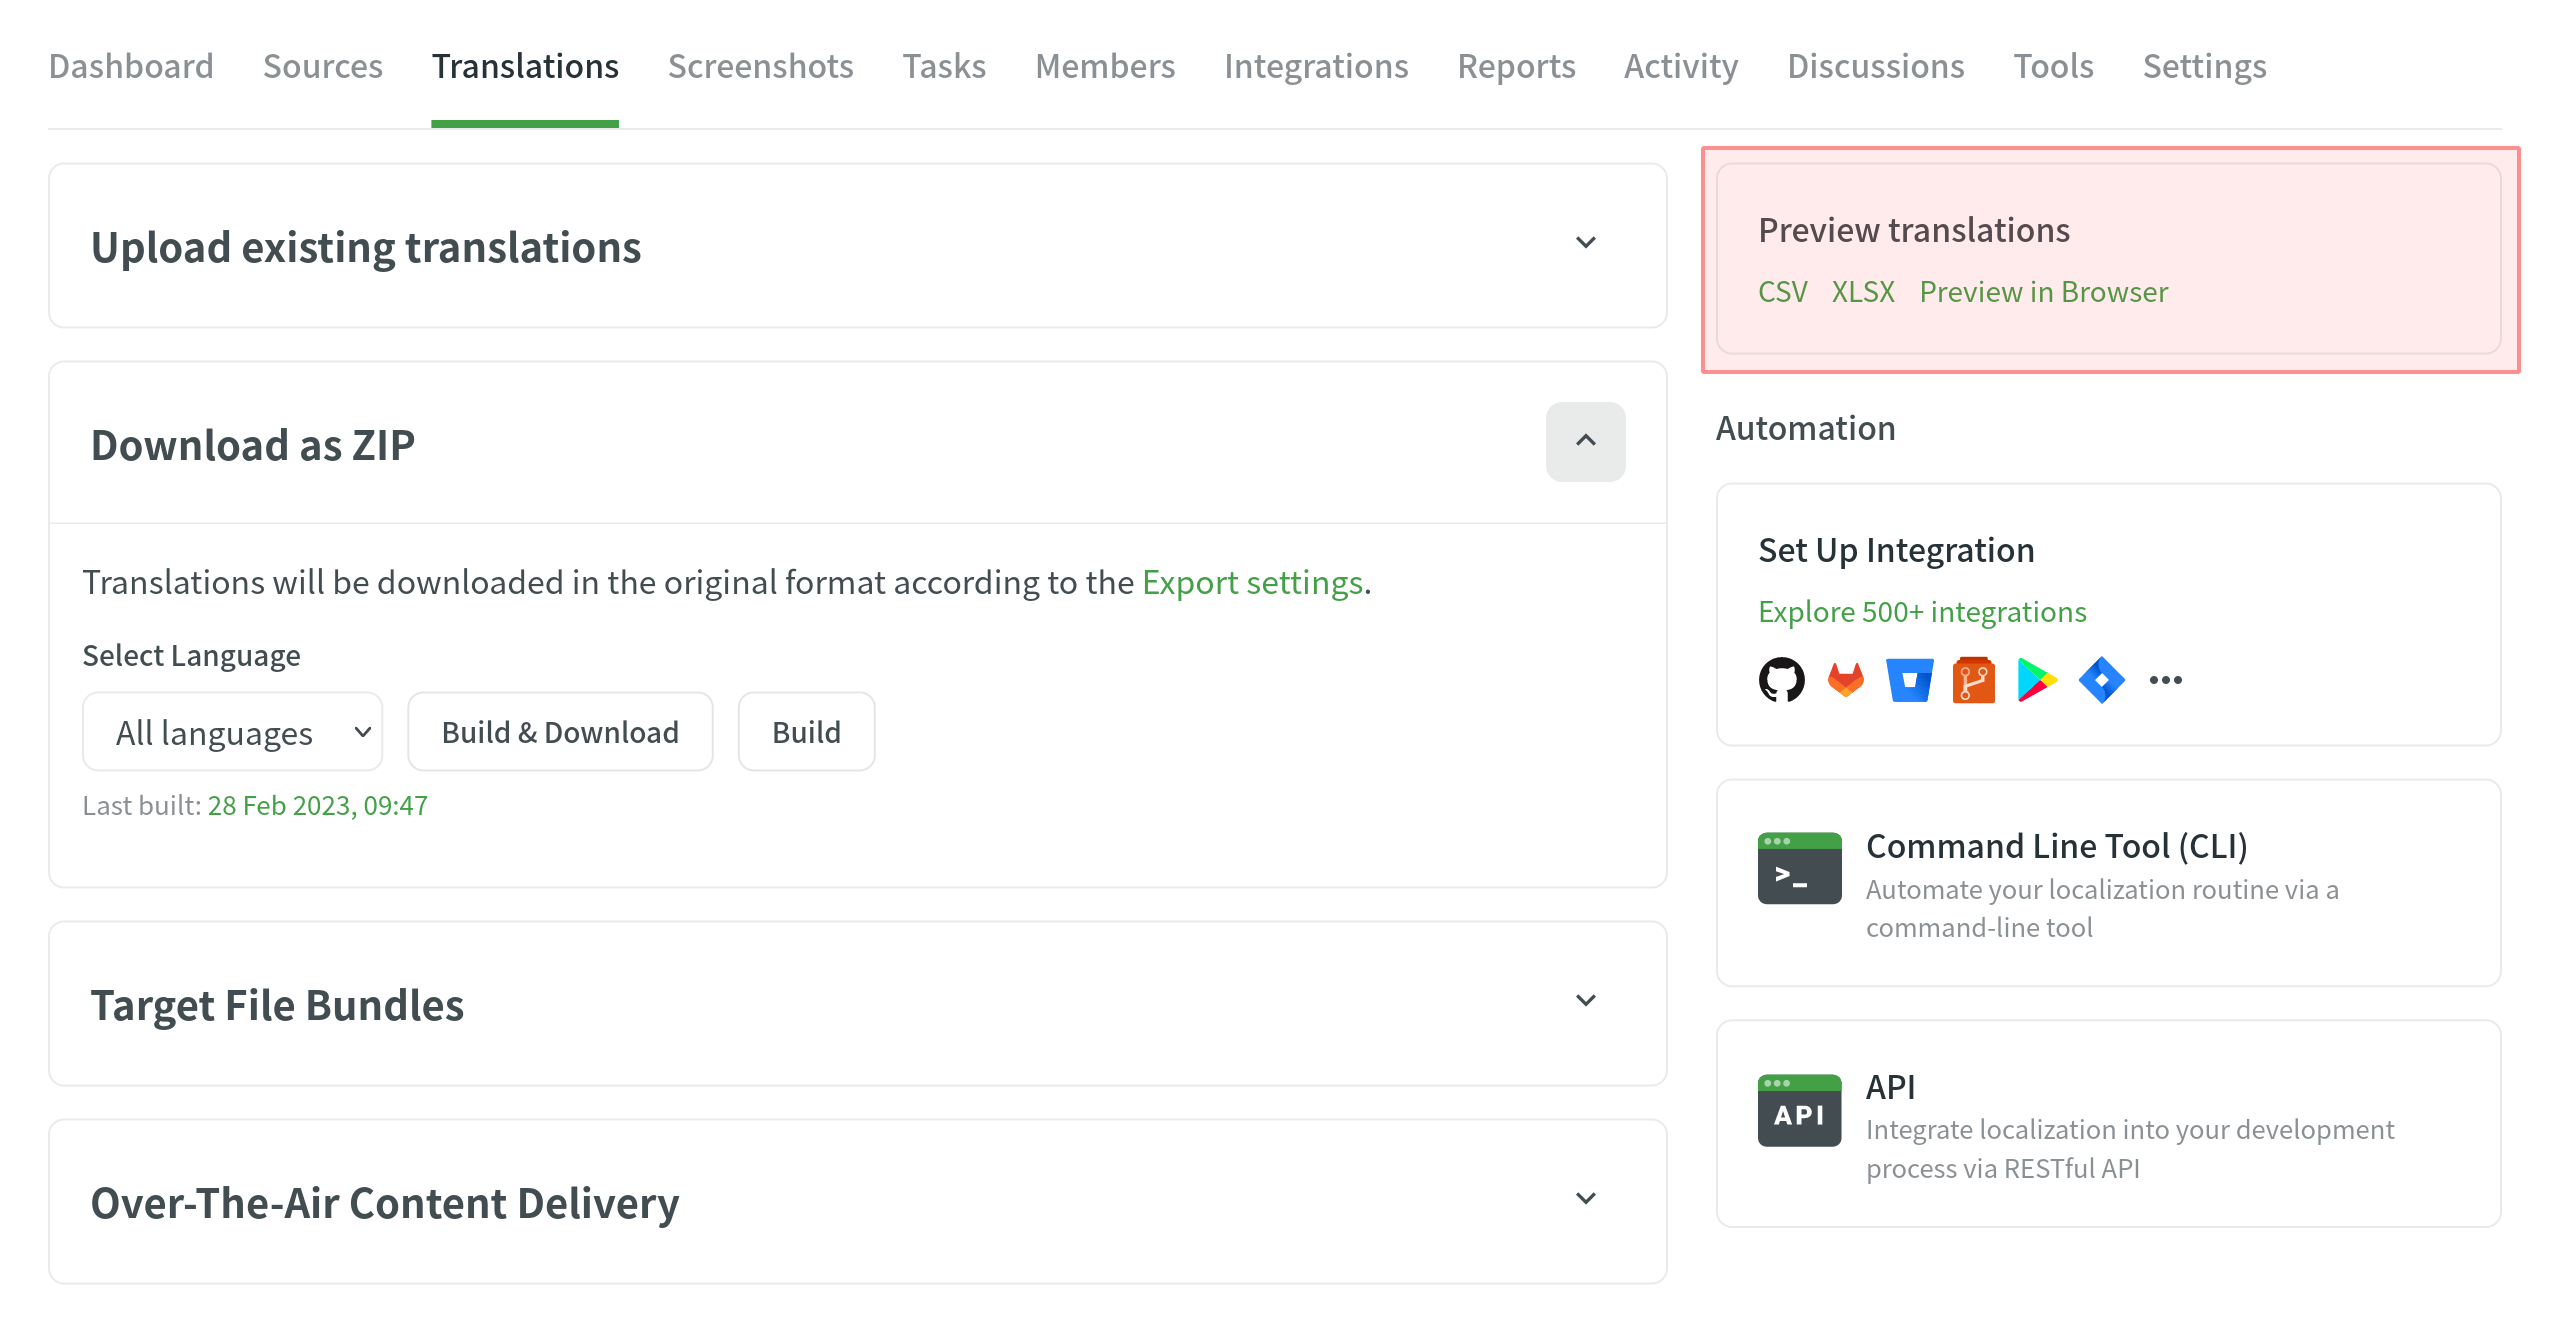 Dashboard Sources Translations Screenshots Tasks Members Integrations Reports Activity Discussions Tools Settings
Upload existing translations
Download as ZIP
Translations will be downloaded in the original format according to the Export settings.
Select Language
All languages Build & Download Build
Last built: 28 Feb 2023, 09:47
Target File Bundles
Over-The-Air Content Delivery
Preview translations
CSV XLSX Preview in Browser
Automation
Set Up Integration
Explore 500+ integrations
>_
Command Line Tool (CLI)
Automate your localization routine via a
command-line tool
API
API
Integrate localization into your development
process via RESTful API